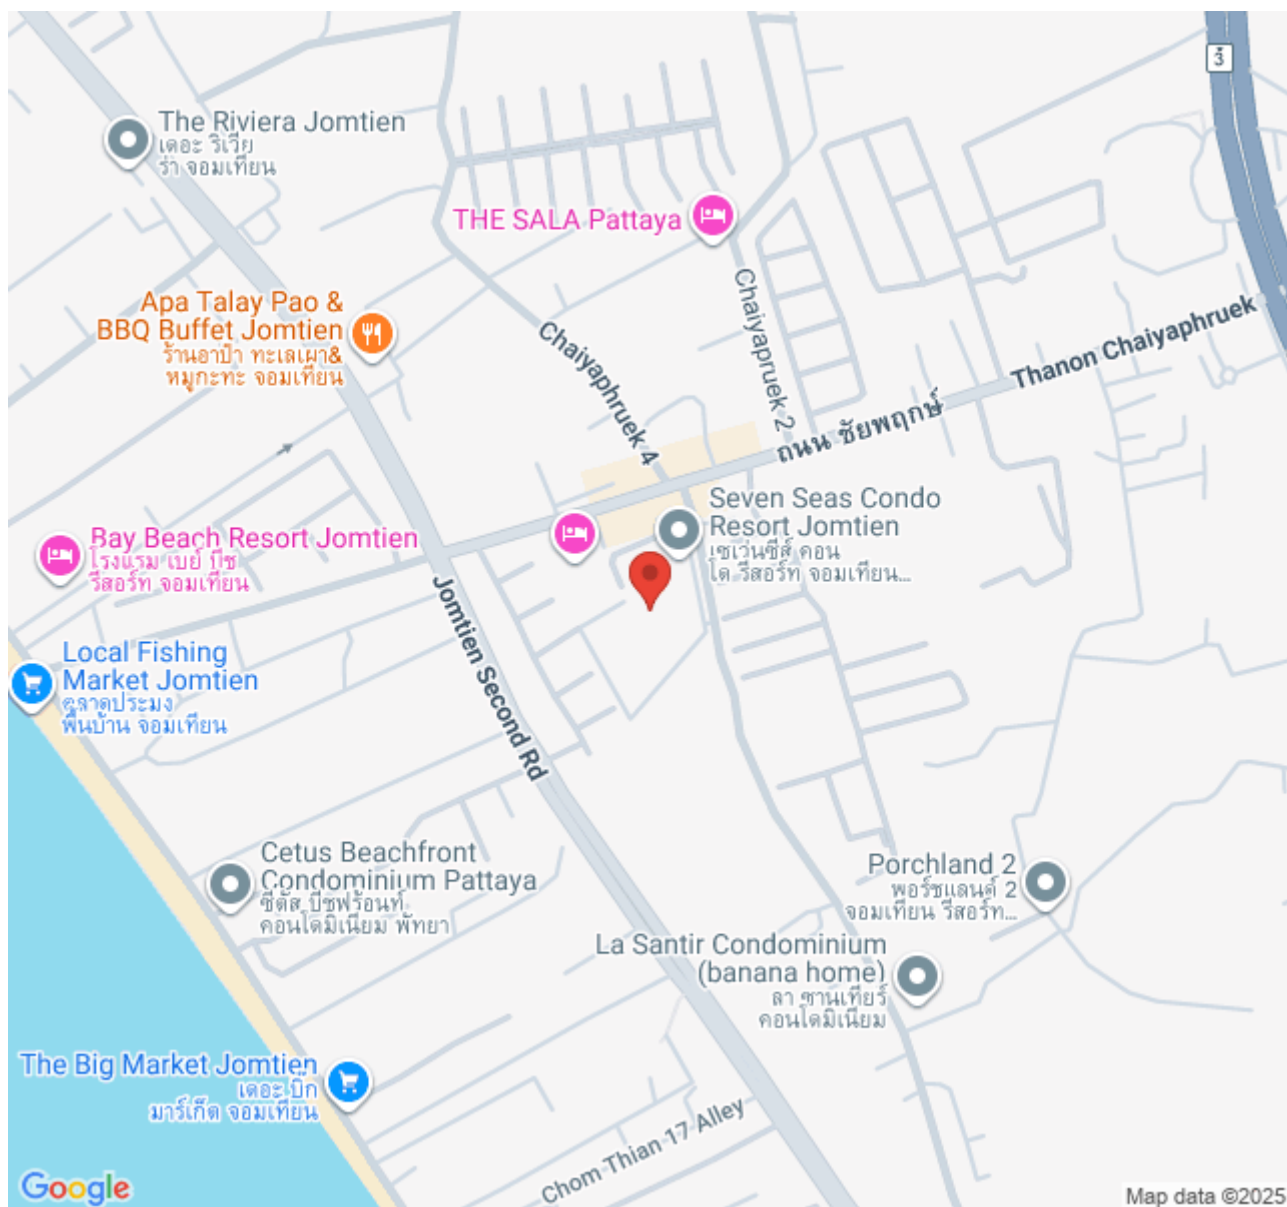 3
The Riviera Jomtien
เดอะ ริเวีย
ร่า จอมเทียน
THE SALA Pattaya
Apa Talay Pao &
BBQ Buffet Jomtien
ร้านอาป๋า ทะเลเผา&
หมูกะทะ จอมเทียน
Chaiyapruek 2
Chaiyaphruek 4
Thanon Chaiyaphruek
ถนน ชัยพฤกษ์
Seven Seas Condo
Resort Jomtien
เซเว่นซีส์ คอน
โด รีสอร์ท จอมเทียน...
Bay Beach Resort Jomtien
โรงแรม เบย์ บีช
รีสอร์ท จอมเทียน
Jomtien Second Rd
Local Fishing
Market Jomtien
ตลาดประมง
พื้นบ้าน จอมเทียน
Cetus Beachfront
Condominium Pattaya
ซีตัส บีชฟร้อนท์
คอนโดมิเนียม พัทยา
Porchland 2
พอร์ชแลนด์ 2
จอมเทียน รีสอร์ท...
La Santir Condominium
(banana home)
ลา ซานเทียร์
คอนโดมิเนียม
The Big Market Jomtien
เดอะ บิ๊ก
มาร์เก็ต จอมเทียน
Chom Thian 17 Alley
Google
Map data ©2025